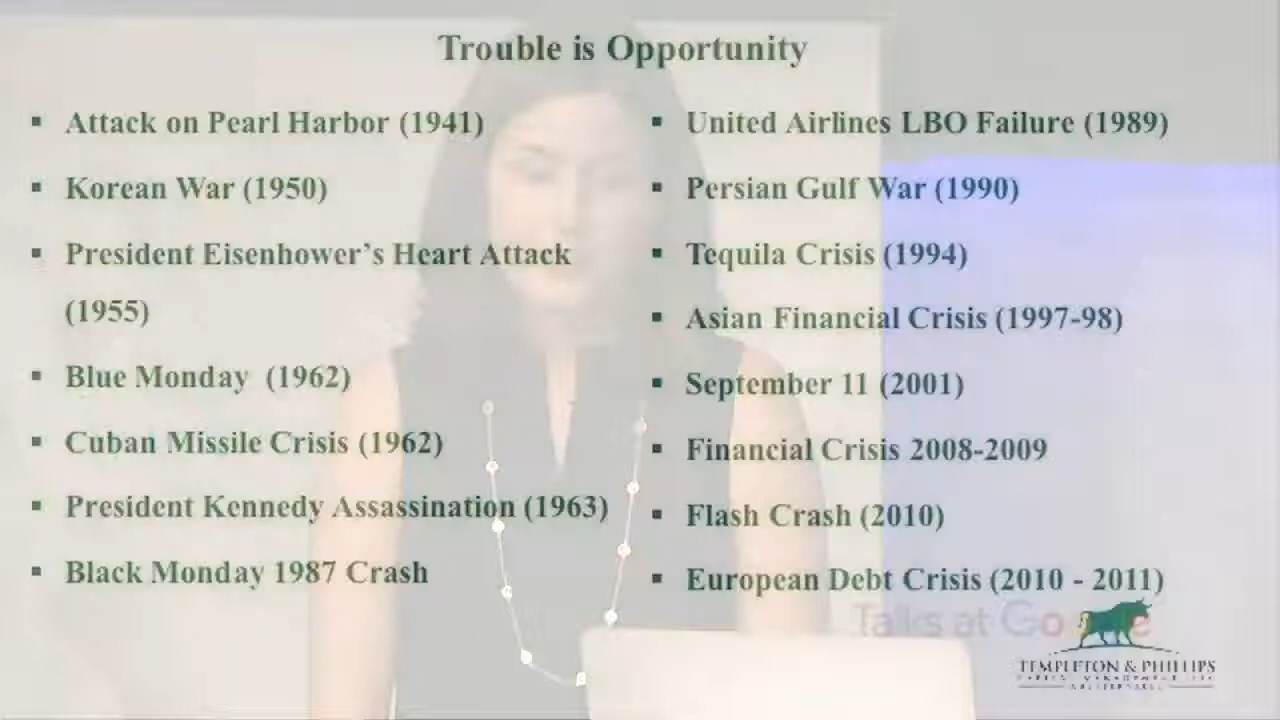 Trouble is Opportunity
▪ Attack on Pearl Harbor (1941)
▪ Korean War (1950)
▪ President Eisenhower’s Heart Attack
(1955)
▪ Blue Monday (1962)
▪ Cuban Missile Crisis (1962)
▪ President Kennedy Assassination (1963)
▪ Black Monday 1987 Crash
▪ United Airlines LBO Failure (1989)
▪ Persian Gulf War (1990)
▪ Tequila Crisis (1994)
▪ Asian Financial Crisis (1997-98)
▪ September 11 (2001)
▪ Financial Crisis 2008-2009
▪ Flash Crash (2010)
▪ European Debt Crisis (2010 - 2011)
Talks at Google
TEMPLETON & PHILLIPS
CAPITAL MANAGEMENT, LLC